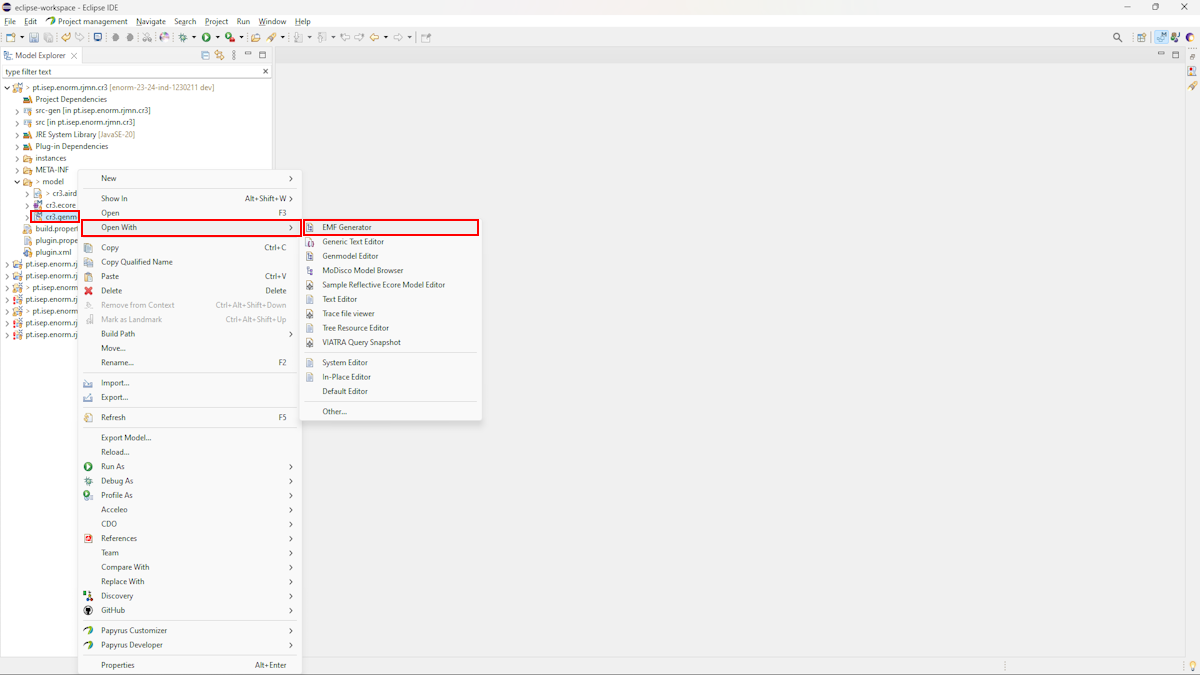 eclipse-workspace - Eclipse IDE
File Edit Project management Navigate Search Project Run Window Help
Model Explorer
type filter text
> pt.isep.enorm.rjmn.cr3 [enorm-23-24-ind-1230211 dev]
Project Dependencies
src-gen [in pt.isep.enorm.rjmn.cr3]
src [in pt.isep.enorm.rjmn.cr3]
JRE System Library [JavaSE-20]
Plug-in Dependencies
instances
META-INF
> model
> cr3.aird
cr3.ecore
cr3.genm
build.propert
plugin.prope
plugin.xml
pt.isep.enorm.rj
pt.isep.enorm.rj
> pt.isep.enorm
pt.isep.enorm.rj
> pt.isep.enorm
pt.isep.enorm.rj
pt.isep.enorm.rj
New
Show In Alt+Shift+W
Open F3
Open With
Copy Ctrl+C
Copy Qualified Name
Paste Ctrl+V
Delete Delete
Remove from Context Ctrl+Alt+Shift+Down
Mark as Landmark Ctrl+Alt+Shift+Up
Build Path
Move...
Rename... F2
Import...
Export...
Refresh F5
Export Model...
Reload...
Run As
Debug As
Profile As
Acceleo
CDO
References
Team
Compare With
Replace With
Discovery
GitHub
Papyrus Customizer
Papyrus Developer
Properties Alt+Enter
EMF Generator
Generic Text Editor
Genmodel Editor
MoDisco Model Browser
Sample Reflective Ecore Model Editor
Text Editor
Trace file viewer
Tree Resource Editor
VIATRA Query Snapshot
System Editor
In-Place Editor
Default Editor
Other...